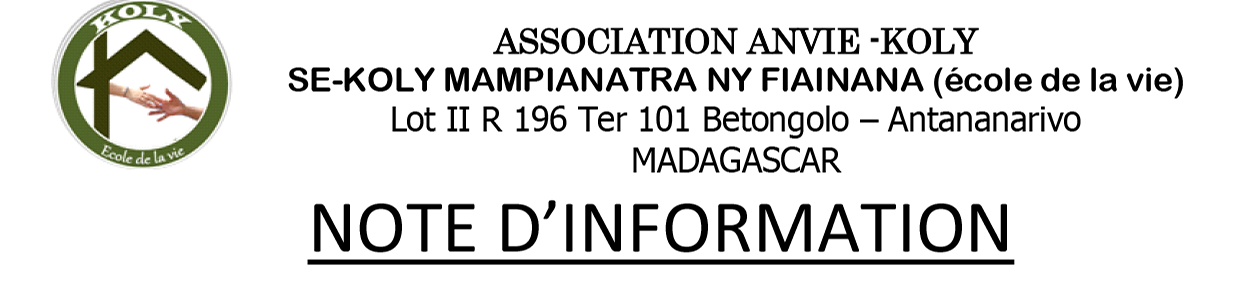 KOLY
Ecole de la vie
ASSOCIATION ANVIE -KOLY
SE-KOLY MAMPIANATRA NY FIAINANA (école de la vie)
Lot II R 196 Ter 101 Betongolo – Antananarivo
MADAGASCAR
NOTE D’INFORMATION